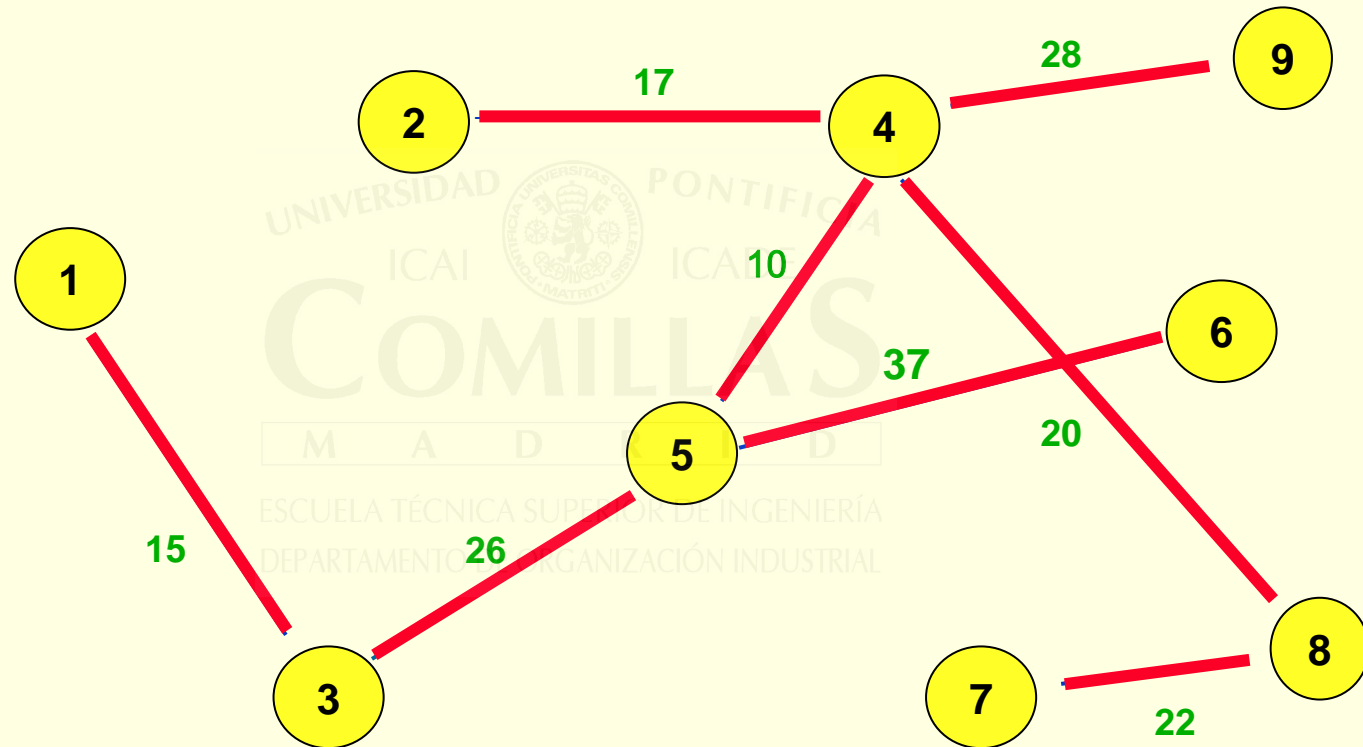 9
28
17
2
4
UNIVERSIDAD PONTIFICIA
10
ICAI ICADE
1
6
COMILLAS
37
20
M A D R I D
5
ESCUELA TÉCNICA SUPERIOR DE INGENIERÍA
15
26
DEPARTAMENTO DE ORGANIZACIÓN INDUSTRIAL
8
3
7
22